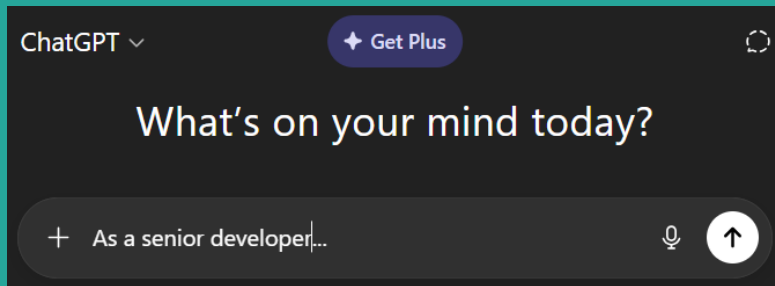 ChatGPT
Get Plus
What's on your mind today?
As a senior developer...